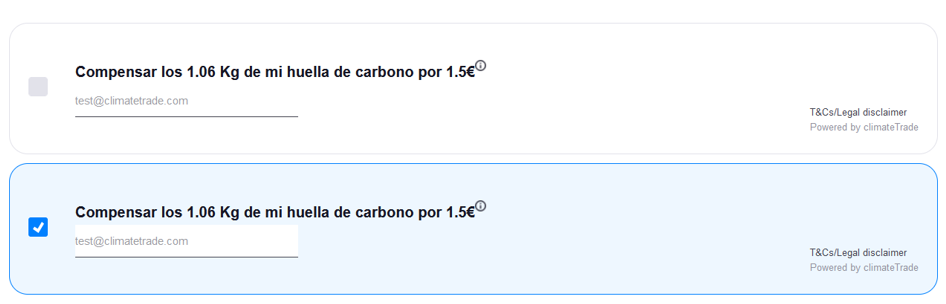 Compensar los 1.06 Kg de mi huella de carbono por 1.5€
test@climatetrade.com
T&Cs/Legal disclaimer
Powered by climateTrade
Compensar los 1.06 Kg de mi huella de carbono por 1.5€
test@climatetrade.com
T&Cs/Legal disclaimer
Powered by climateTrade